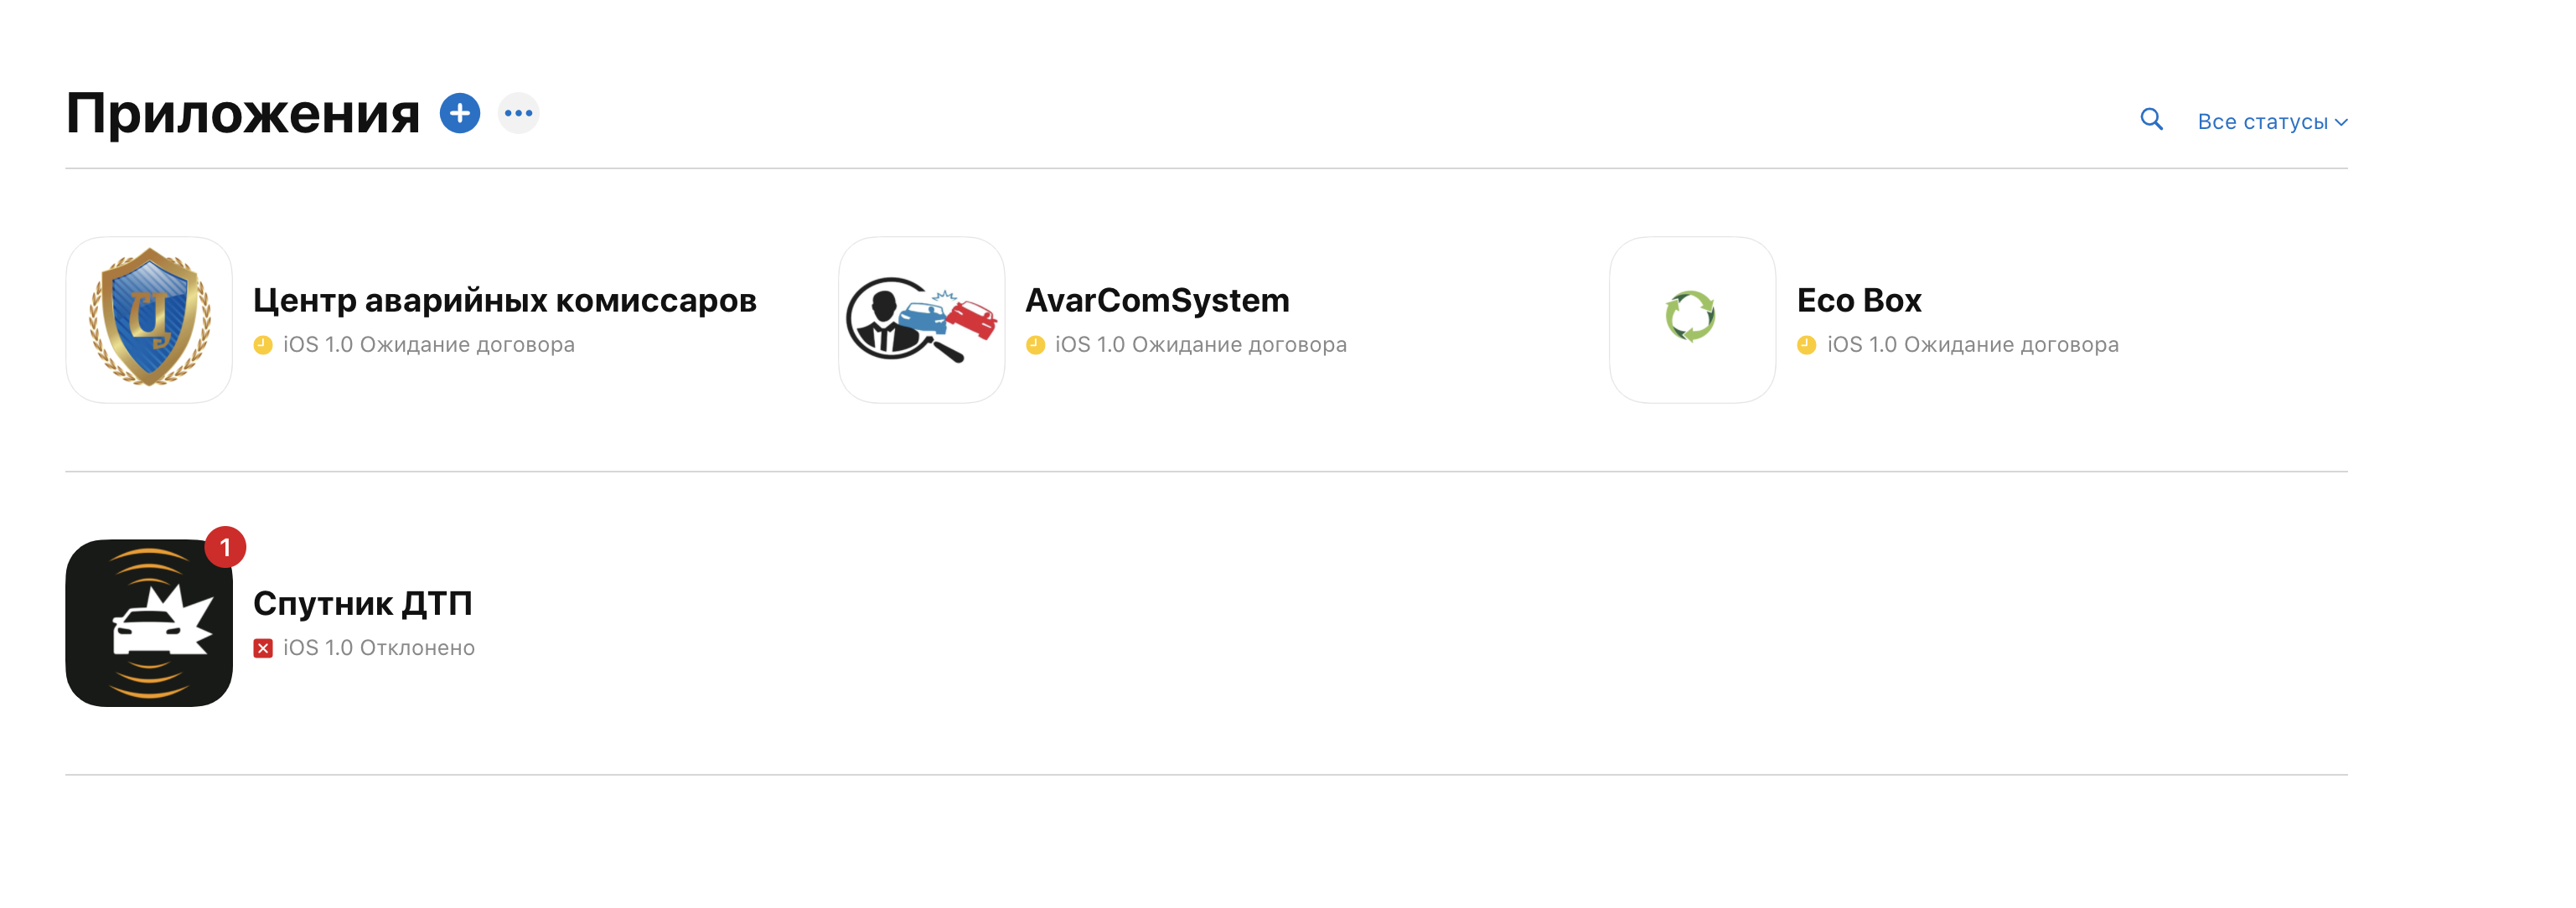 Приложения
Все статусы
Ц
Центр аварийных комиссаров
iOS 1.0 Ожидание договора
AvarComSystem
iOS 1.0 Ожидание договора
Eco Box
iOS 1.0 Ожидание договора
1
Спутник ДТП
iOS 1.0 Отклонено